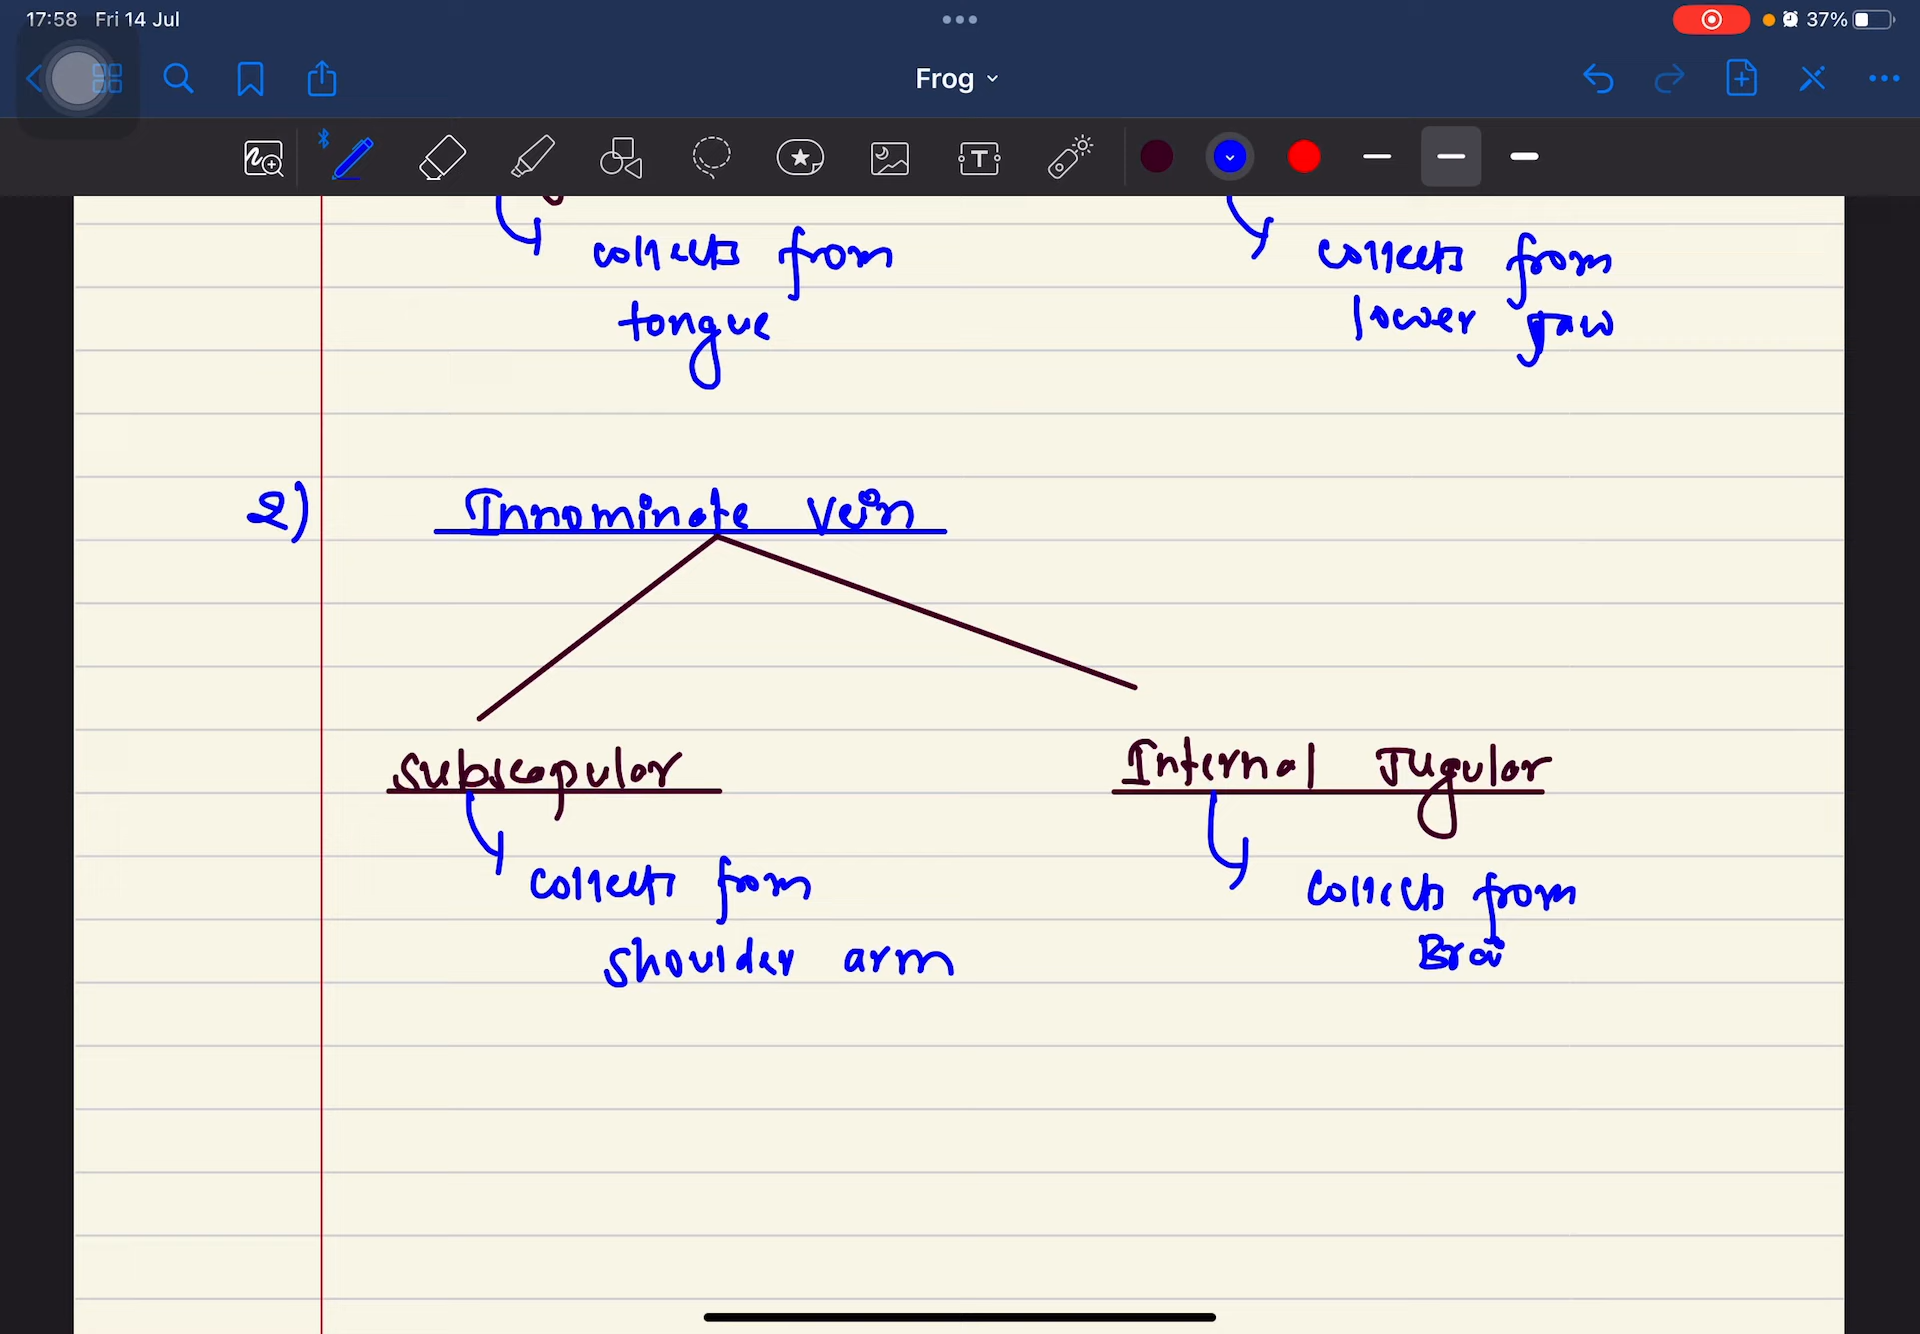 17:58 Fri 14 Jul
37%
Frog
T
collects from
tongue
collects from
lower jaw
2) Innominate vein
Subscapular
Internal Jugular
collects from
shoulder arm
collects from
Brai